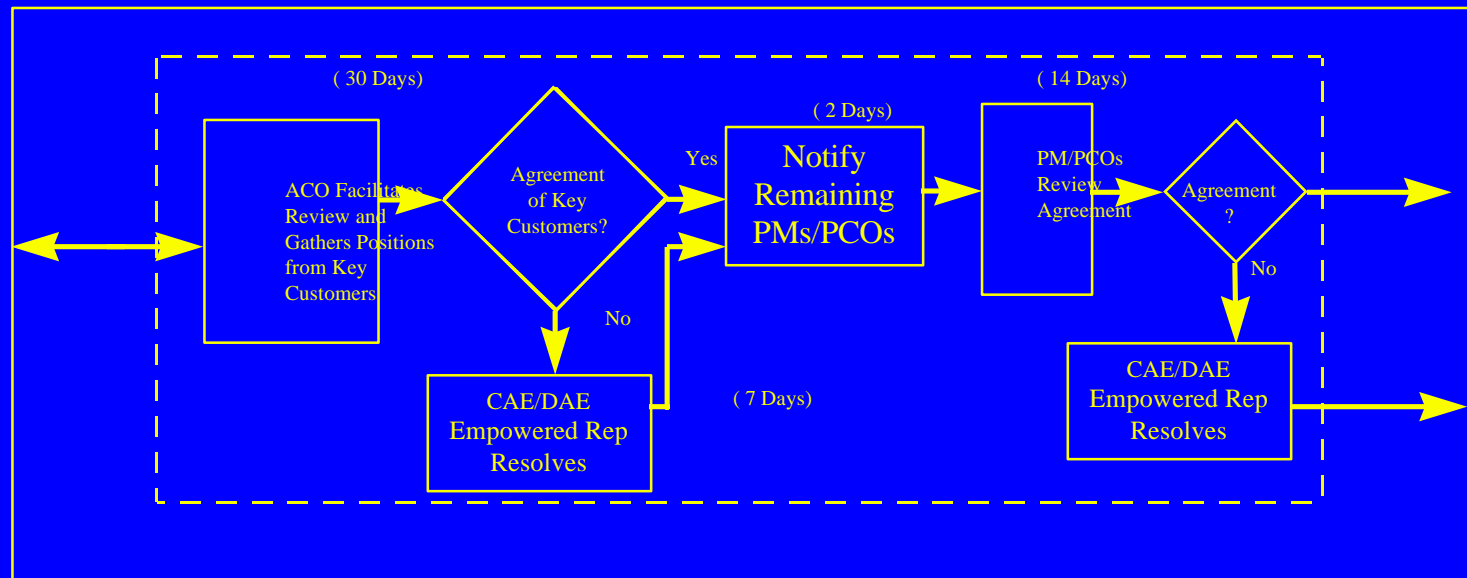 ( 30 Days)
ACO Facilitates
Review and
Gathers Positions
from Key
Customers
Agreement
of Key
Customers?
Yes
No
CAE/DAE
Empowered Rep
Resolves
( 7 Days)
( 2 Days)
Notify
Remaining
PMs/PCOs
( 14 Days)
PM/PCOs
Review
Agreement
Agreement
?
No
CAE/DAE
Empowered Rep
Resolves